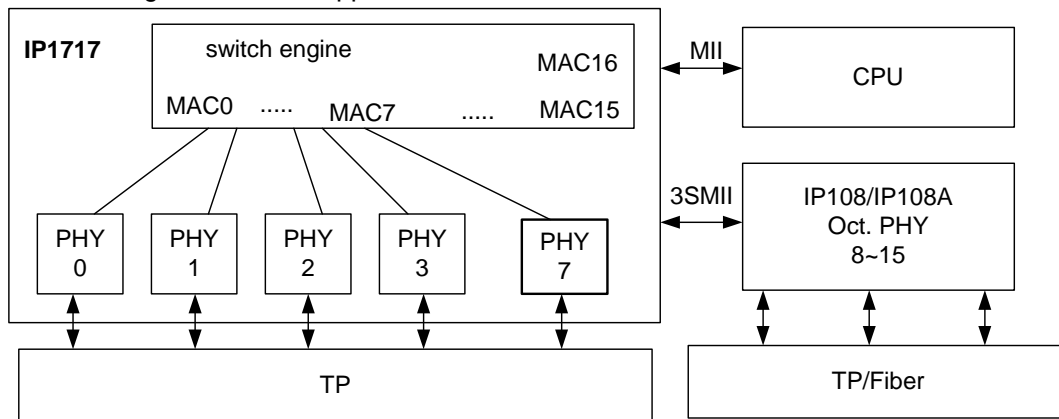 IP1717
switch engine
MAC16
MAC0 ..... MAC7 ..... MAC15
MII
CPU
3SMII
IP108/IP108A
Oct. PHY
8~15
PHY
0
PHY
1
PHY
2
PHY
3
PHY
7
TP
TP/Fiber